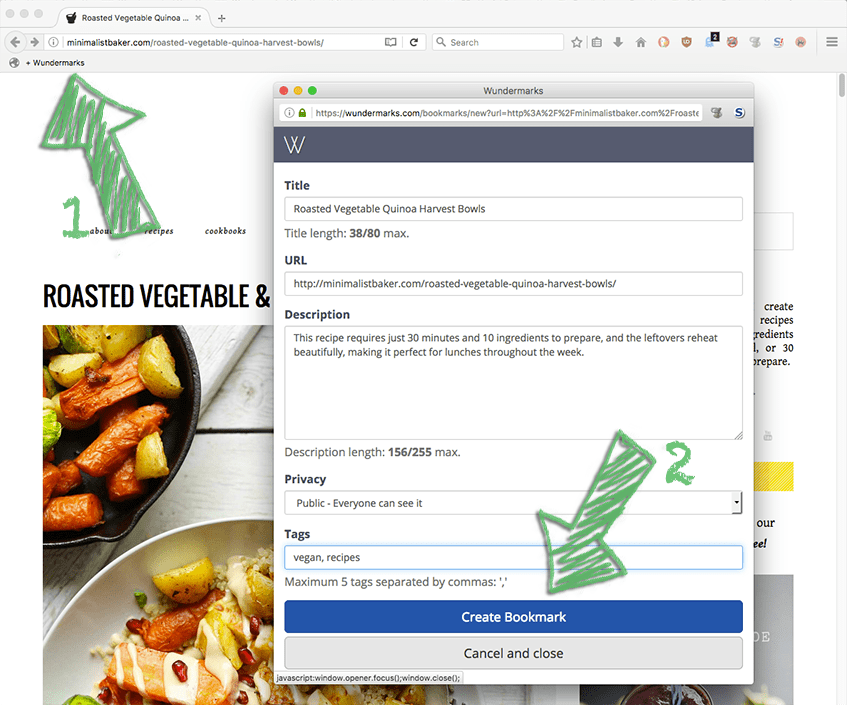 Roasted Vegetable Quinoa ...
minimalistbaker.com/roasted-vegetable-quinoa-harvest-bowls/
Search
2
+ Wundermarks
Wundermarks
https://wundermarks.com/bookmarks/new?url=http%3A%2F%2Fminimalistbaker.com%2Froaste
W
1
about recipes cookbooks
ROASTED VEGETABLE &
Title
Roasted Vegetable Quinoa Harvest Bowls
Title length: 38/80 max.
URL
http://minimalistbaker.com/roasted-vegetable-quinoa-harvest-bowls/
Description
This recipe requires just 30 minutes and 10 ingredients to prepare, and the leftovers reheat
beautifully, making it perfect for lunches throughout the week.
Description length: 156/255 max.
2
Privacy
Public - Everyone can see it
Tags
vegan, recipes
Maximum 5 tags separated by commas: ','
Create Bookmark
Cancel and close
javascript:window.opener.focus();window.close();
create
recipes
or 30
prepare.
our